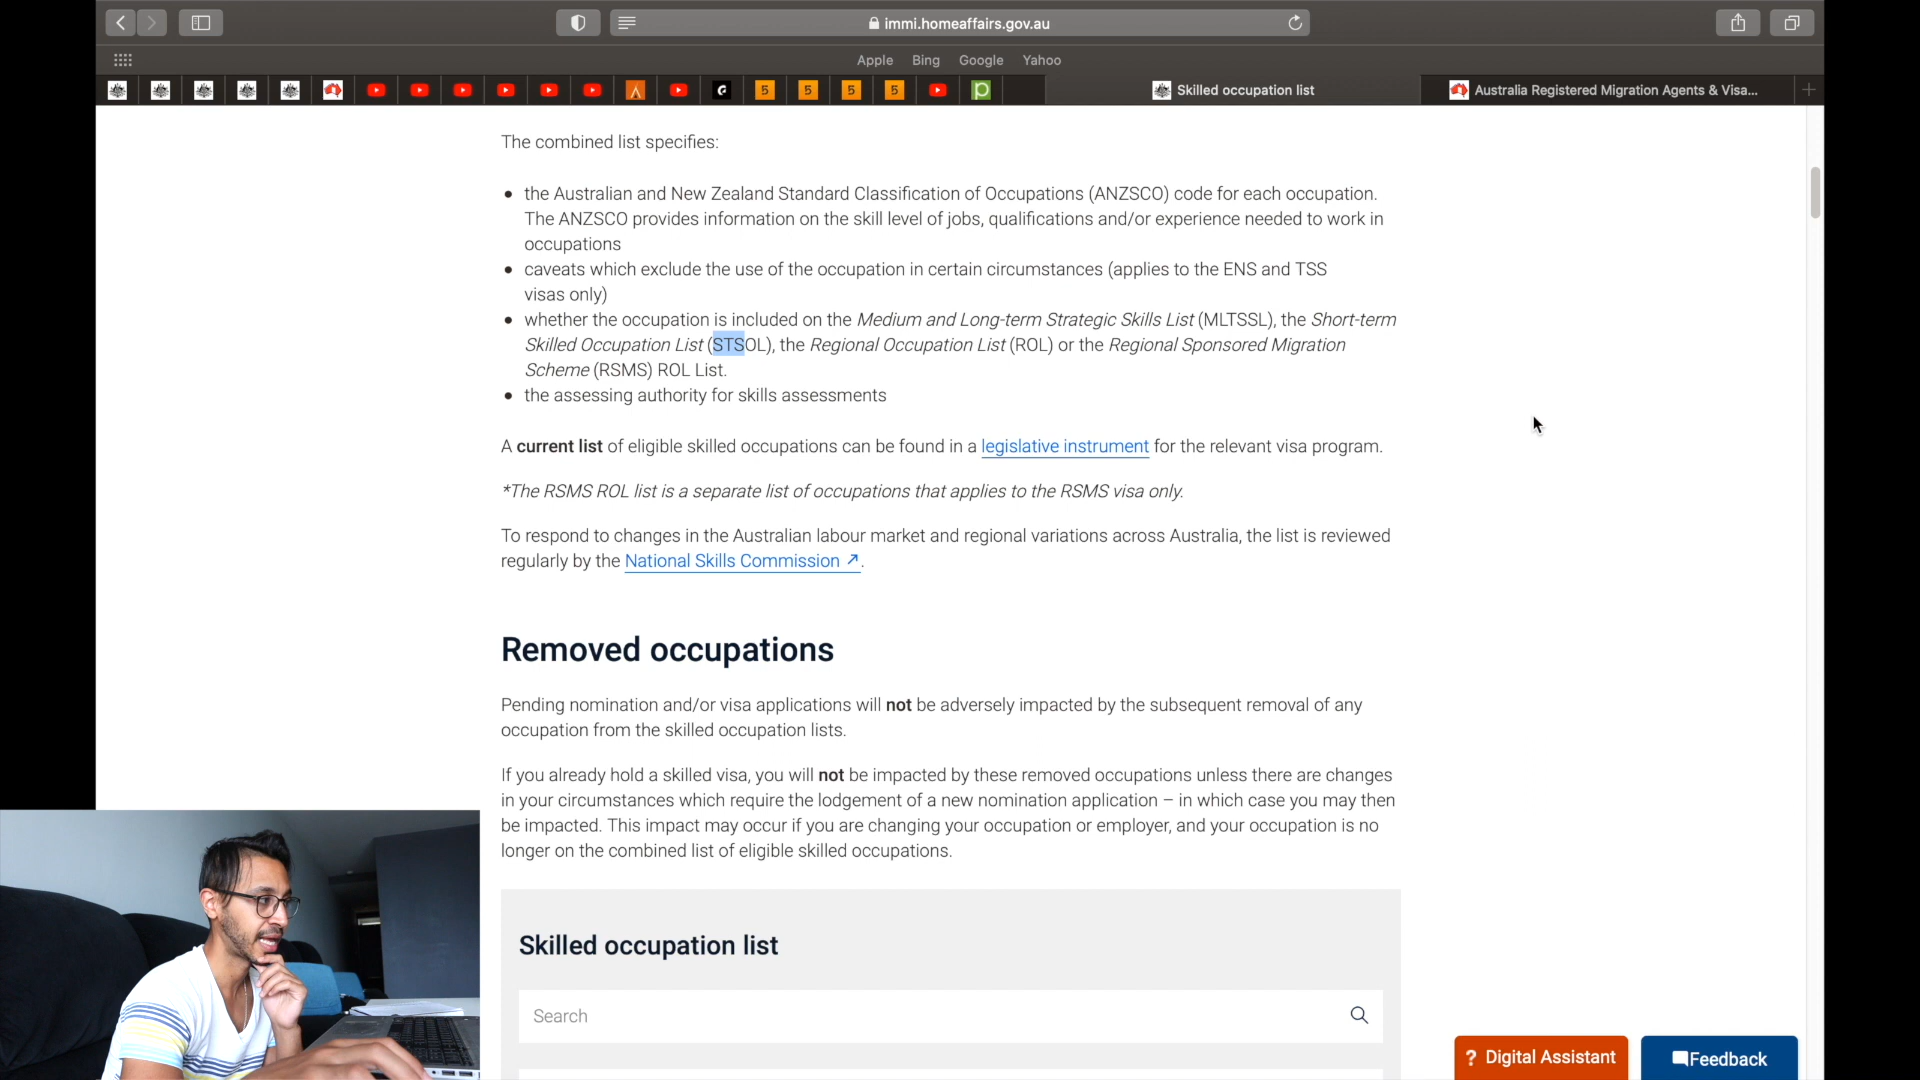 immi.homeaffairs.gov.au
Apple Bing Google Yahoo
5 5 5 5 Skilled occupation list Australia Registered Migration Agents & Visa...
The combined list specifies:
• the Australian and New Zealand Standard Classification of Occupations (ANZSCO) code for each occupation.
The ANZSCO provides information on the skill level of jobs, qualifications and/or experience needed to work in
occupations
• caveats which exclude the use of the occupation in certain circumstances (applies to the ENS and TSS
visas only)
• whether the occupation is included on the Medium and Long-term Strategic Skills List (MLTSSL), the Short-term
Skilled Occupation List (STSOL), the Regional Occupation List (ROL) or the Regional Sponsored Migration
Scheme (RSMS) ROL List.
• the assessing authority for skills assessments
A current list of eligible skilled occupations can be found in a legislative instrument for the relevant visa program.
*The RSMS ROL list is a separate list of occupations that applies to the RSMS visa only.
To respond to changes in the Australian labour market and regional variations across Australia, the list is reviewed
regularly by the National Skills Commission ↗.
Removed occupations
Pending nomination and/or visa applications will not be adversely impacted by the subsequent removal of any
occupation from the skilled occupation lists.
If you already hold a skilled visa, you will not be impacted by these removed occupations unless there are changes
in your circumstances which require the lodgement of a new nomination application – in which case you may then
be impacted. This impact may occur if you are changing your occupation or employer, and your occupation is no
longer on the combined list of eligible skilled occupations.
Skilled occupation list
Search
? Digital Assistant
Feedback